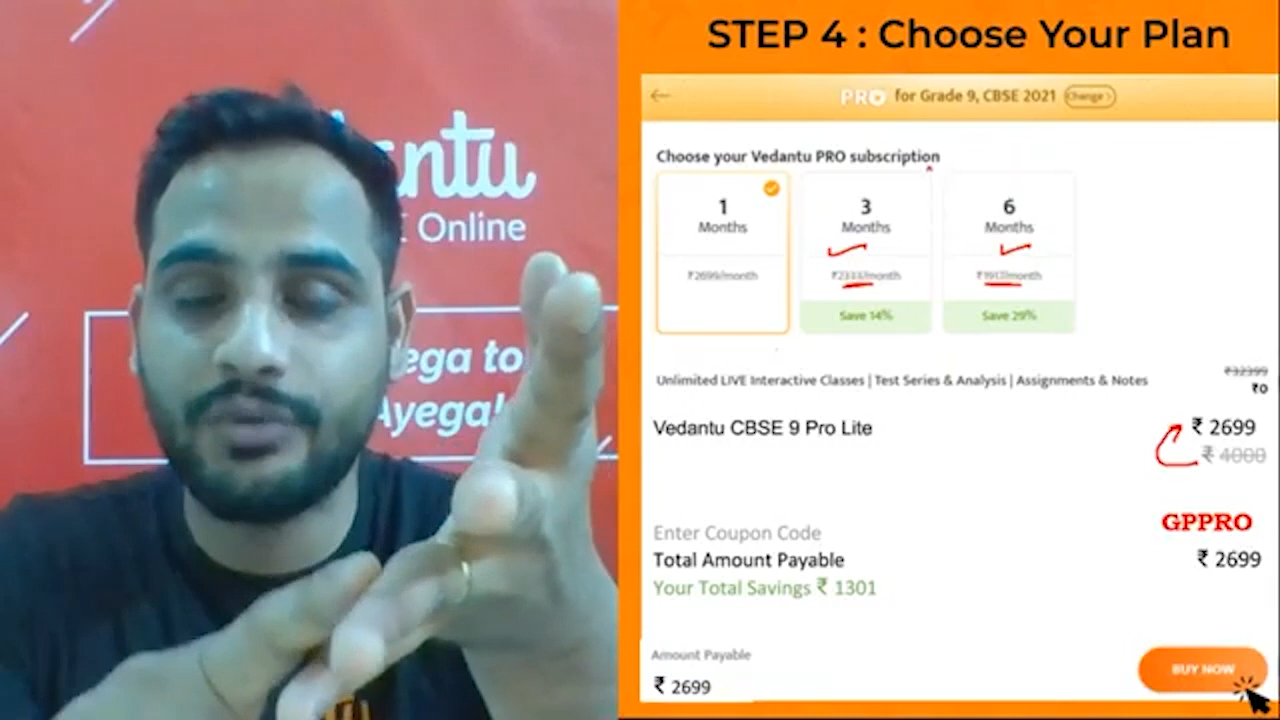 ntu
Online
ega to
Ayega!
STEP 4 : Choose Your Plan
←
PRO for Grade 9, CBSE 2021 Change >
Choose your Vedantu PRO subscription
1
Months
₹2699/month
3
Months
₹2333/month
Save 14%
6
Months
₹1917/month
Save 29%
Unlimited LIVE Interactive Classes | Test Series & Analysis | Assignments & Notes
₹32399
₹0
Vedantu CBSE 9 Pro Lite
₹ 2699
₹ 4000
Enter Coupon Code
GPPRO
Total Amount Payable
₹ 2699
Your Total Savings ₹ 1301
Amount Payable
₹ 2699
BUY NOW